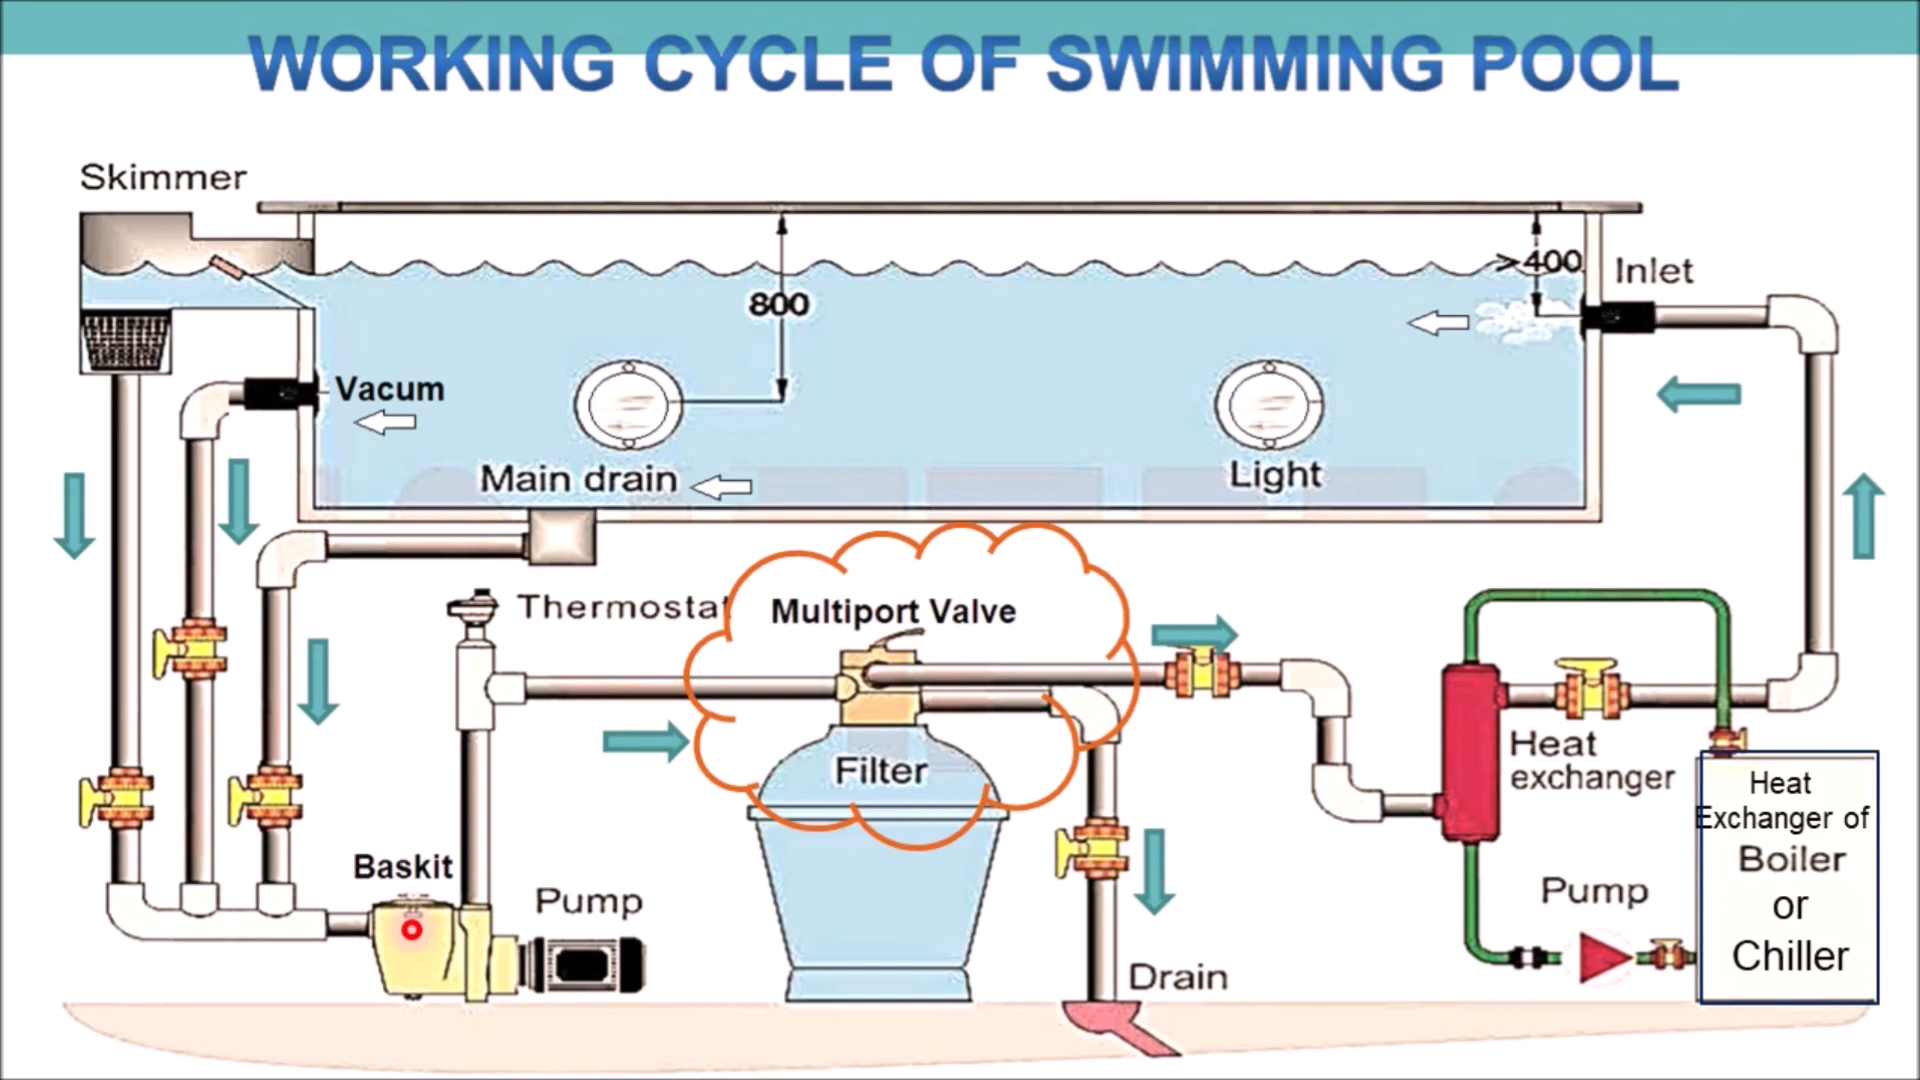 WORKING CYCLE OF SWIMMING POOL
Skimmer
>400
Inlet
800
Vacum
Main drain
Light
Thermostat
Multiport Valve
Filter
Heat
exchanger
Heat
Exchanger of
Boiler
or
Chiller
Baskit
Pump
Pump
Drain